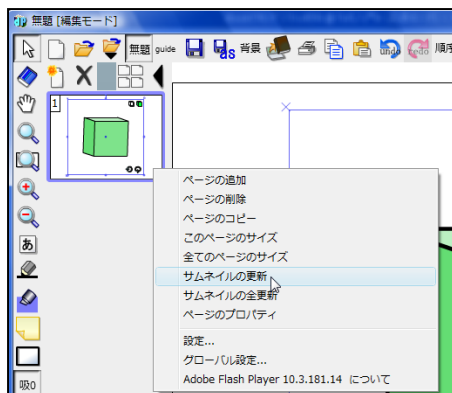 無題 [編集モード]
無題 guide S 背景 undo redo 順序
1
ページの追加
ページの削除
ページのコピー
このページのサイズ
全てのページのサイズ
サムネイルの更新
サムネイルの全更新
ページのプロパティ
設定...
グローバル設定...
Adobe Flash Player 10.3.181.14 について
あ
吸0